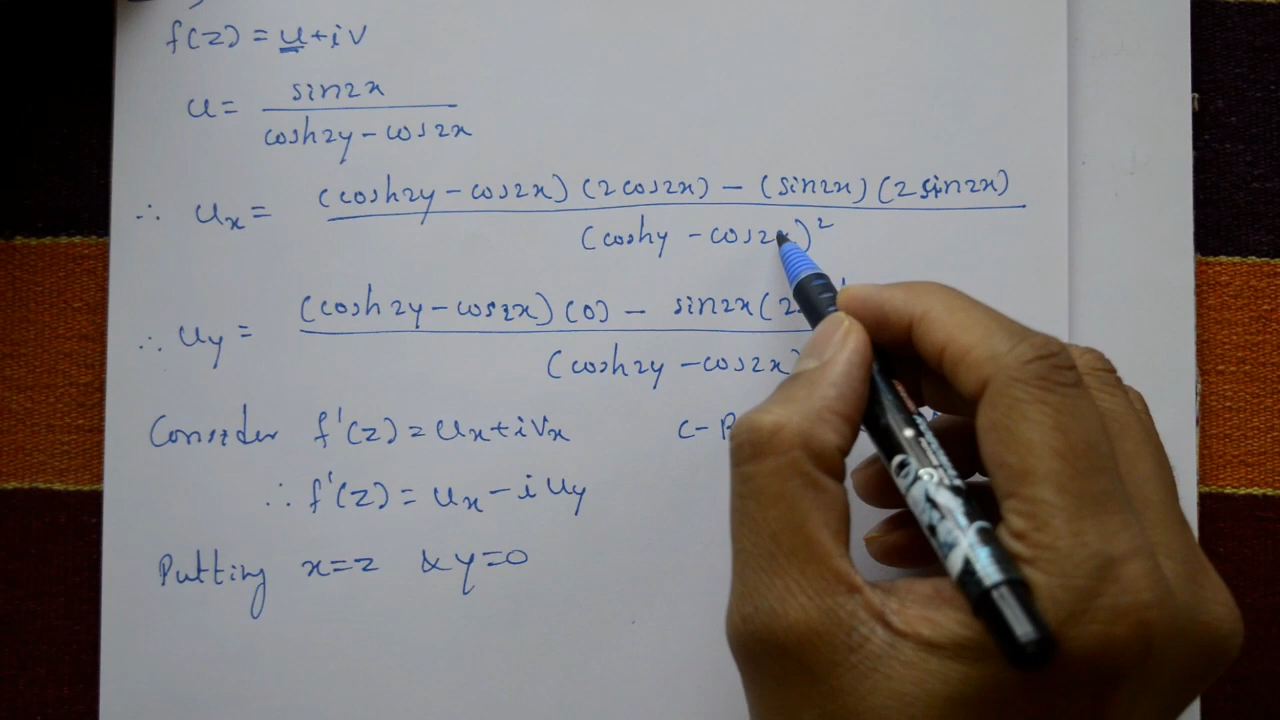 f(z) = u+iv
u = sin2x / cosh2y - cos2x
∴ ux = (cosh2y - cos2x) (2cos2x) - (sin2x) (2sin2x) / (coshy - cos2x)²
∴ uy = (cosh2y - cos2x) (0) - sin2x (2 / (cosh2y - cos2x)
Consider f'(z) = ux+ivx C-
∴ f'(z) = ux - iuy
Putting x=z & y=0